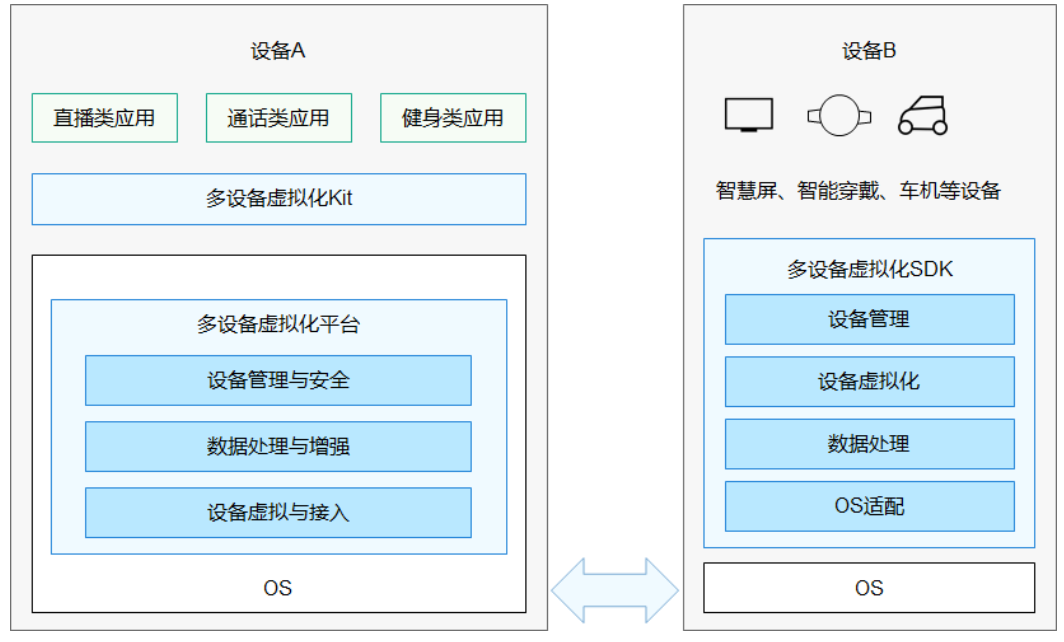 设备A
直播类应用
通话类应用
健身类应用
多设备虚拟化Kit
多设备虚拟化平台
设备管理与安全
数据处理与增强
设备虚拟与接入
OS
设备B
智慧屏、智能穿戴、车机等设备
多设备虚拟化SDK
设备管理
设备虚拟化
数据处理
OS适配
OS